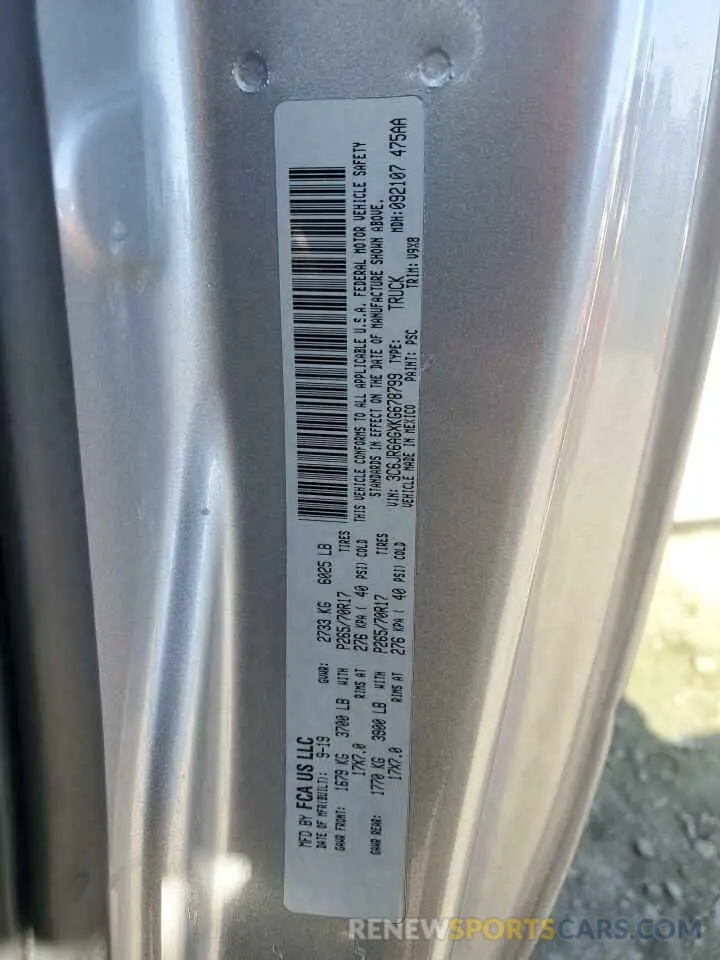 MFD BY FCA US LLC
DATE OF MFR(BUILT): 9-19 GVWR: 2733 KG 6025 LB
GAWR FRONT: 1679 KG 3700 LB WITH P265/70R17 TIRES
17X7.0 RIMS AT 276 KPA ( 40 PSI) COLD
GAWR REAR: 1770 KG 3900 LB WITH P265/70R17 TIRES
17X7.0 RIMS AT 276 KPA ( 40 PSI) COLD
THIS VEHICLE CONFORMS TO ALL APPLICABLE U.S.A. FEDERAL MOTOR VEHICLE SAFETY
STANDARDS IN EFFECT ON THE DATE OF MANUFACTURE SHOWN ABOVE.
VIN: 3C6JR6AGXKG678799 TYPE: TRUCK MDH:092107 475AA
VEHICLE MADE IN MEXICO PAINT: PSC TRIM: V9X8
RENEWSPORTSCARS.COM